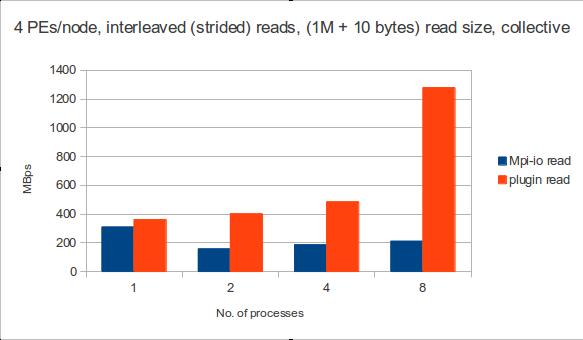 4 PEs/node, interleaved (strided) reads, (1M + 10 bytes) read size, collective
1400
1200
1000
800
600
400
200
0
MBps
1 2 4 8
No. of processes
Mpi-io read
plugin read